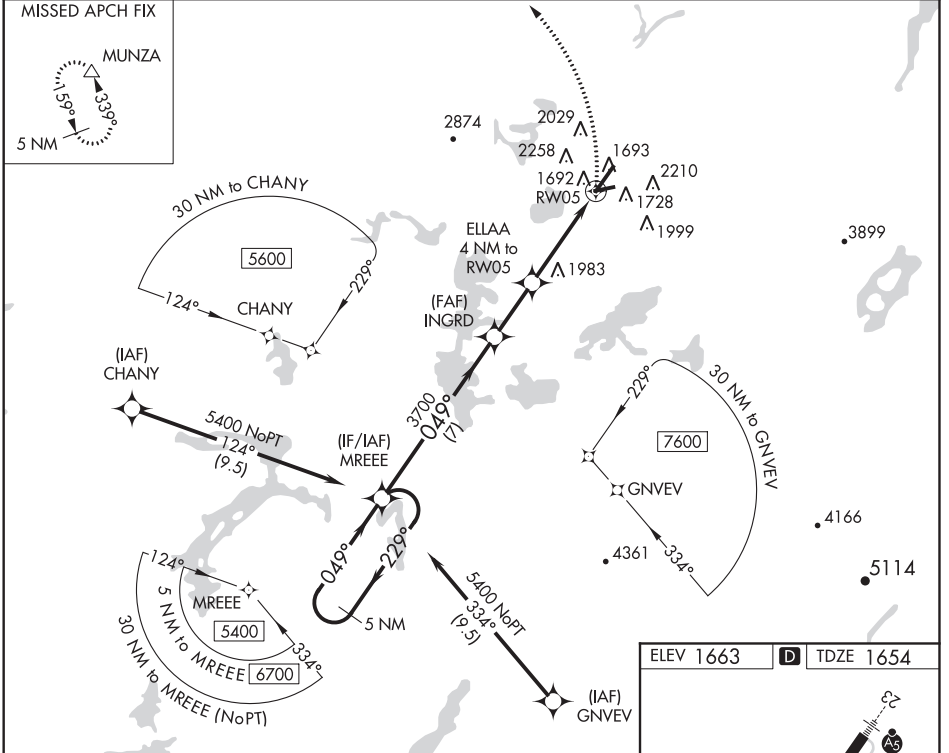 MISSED APCH FIX
MUNZA
159°
339°
5 NM
2874
2029
2258
1693
1692
2210
RW05
1728
1999
3899
30 NM to CHANY
5600
124°
229°
CHANY
ELLAA
4 NM to
RW05
1983
(FAF)
INGRD
(IAF)
CHANY
5400 NoPT
124°
(9.5)
3700
049°
(7)
(IF/IAF)
MREEE
229°
30 NM to GNVEV
7600
GNVEV
334°
4166
4361
5114
049°
229°
5 NM
5400 NoPT
334°
(9.5)
124°
MREEE
5400
5 NM to MREEE
6700
334°
30 NM to MREEE (NoPT)
(IAF)
GNVEV
ELEV 1663
D
TDZE 1654
23
A5